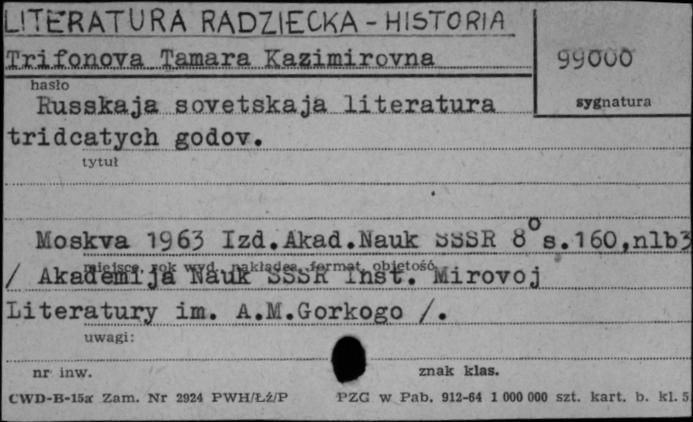 LITERATURA RADZIECKA - HISTORIA
Trifonova Tamara Kazimirovna
99000
hasło
sygnatura
Russkaja sovetskaja literatura
tridcatych godov.
tytuł
Moskva 1963 Izd.Akad.Nauk SSSR 8° s.160,nlb3
miejsce, rok wyd., nakładca, format, objętość
/ Akademija Nauk SSSR Inst. Mirovoj
Literatury im. A.M.Gorkogo /.
uwagi:
nr inw.
znak klas.
CWD-B-15a Zam. Nr 2924 PWH/Łż/P
PZG w Pab. 912-64 1 000 000 szt. kart. b. kl. 5